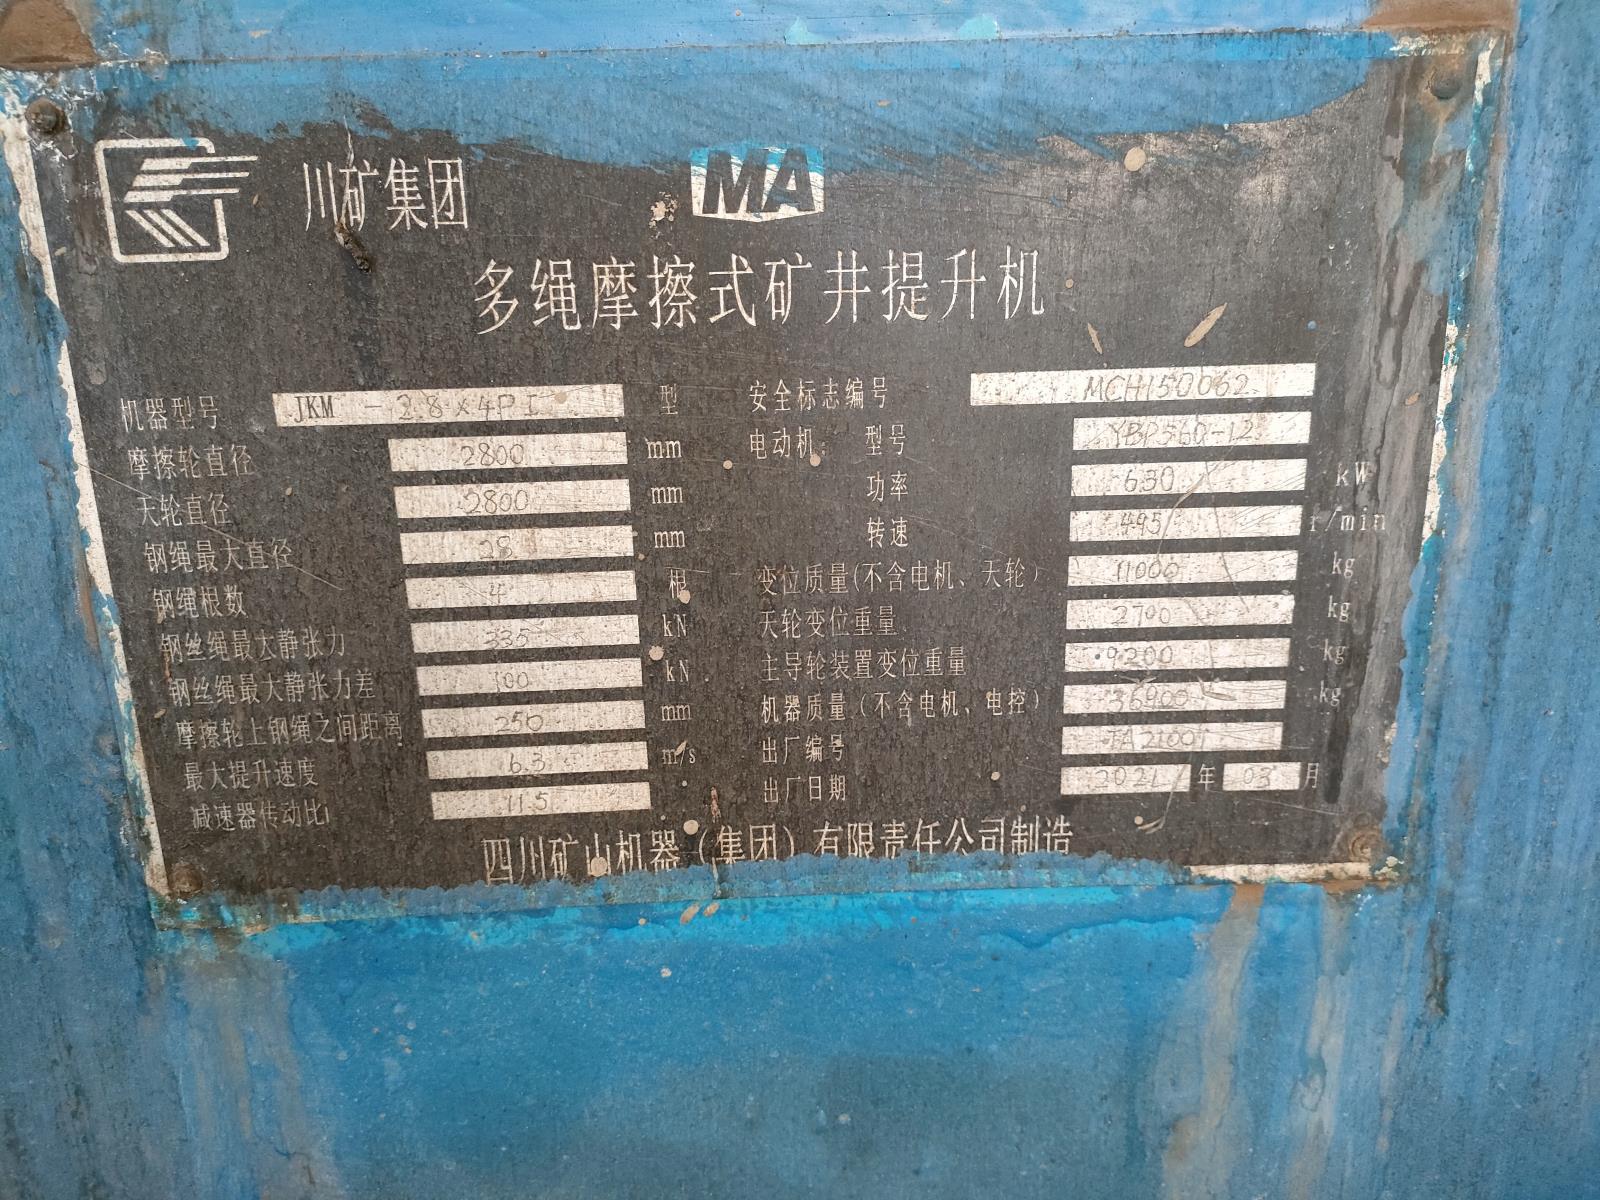 川矿集团 MA
多绳摩擦式矿井提升机
机器型号 JKM -2.8×4PI 型
摩擦轮直径 2800 mm
天轮直径 2800 mm
钢绳最大直径 28 mm
钢绳根数 4 根
钢丝绳最大静张力 335 kN
钢丝绳最大静张力差 100 kN
摩擦轮上钢绳之间距离 250 mm
最大提升速度 6.3 m/s
减速器传动比i 11.5
安全标志编号 MCH150062
电动机: 型号 YBP560-12
功率 630 kW
转速 495 r/min
变位质量(不含电机、天轮) 11000 kg
天轮变位重量 2700 kg
主导轮装置变位重量 9200 kg
机器质量(不含电机、电控) 36900 kg
出厂编号 TA21001
出厂日期 2021 年 03 月
四川矿山机器(集团)有限责任公司制造